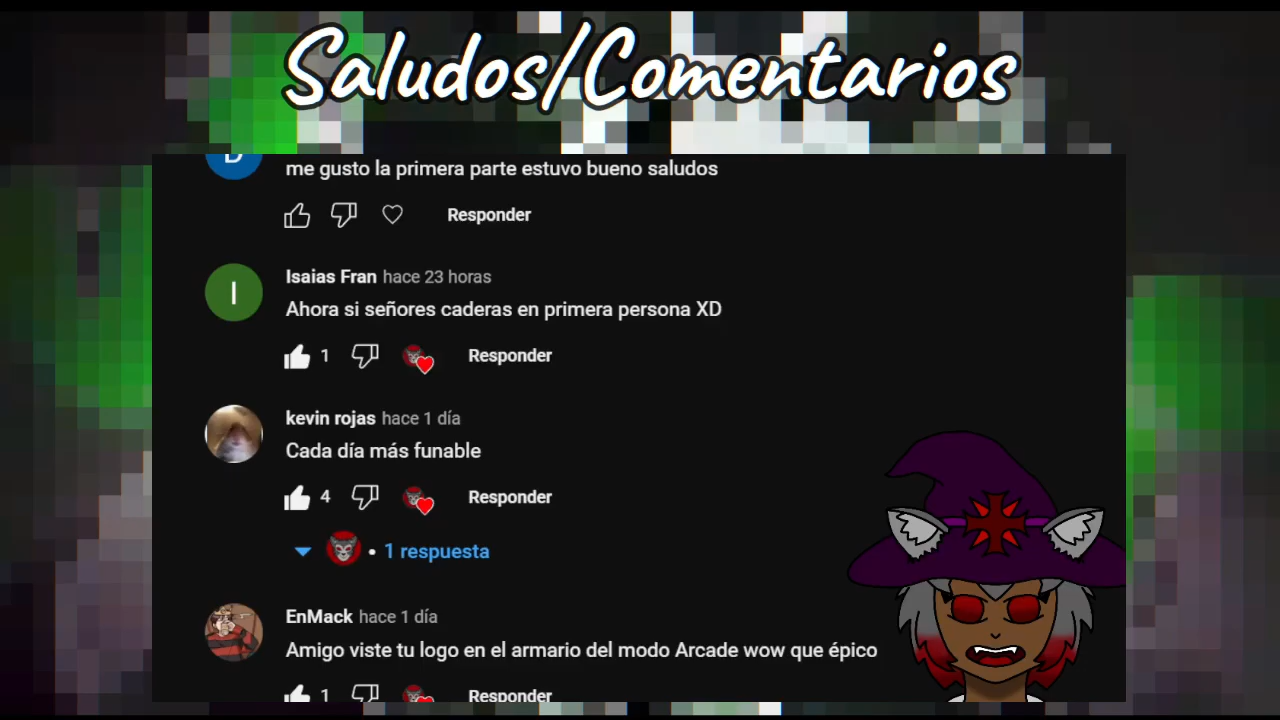 Saludos/Comentarios
me gusto la primera parte estuvo bueno saludos
Responder
I
Isaias Fran hace 23 horas
Ahora si señores caderas en primera persona XD
1 Responder
kevin rojas hace 1 día
Cada día más funable
4 Responder
• 1 respuesta
EnMack hace 1 día
Amigo viste tu logo en el armario del modo Arcade wow que épico
1 Responder